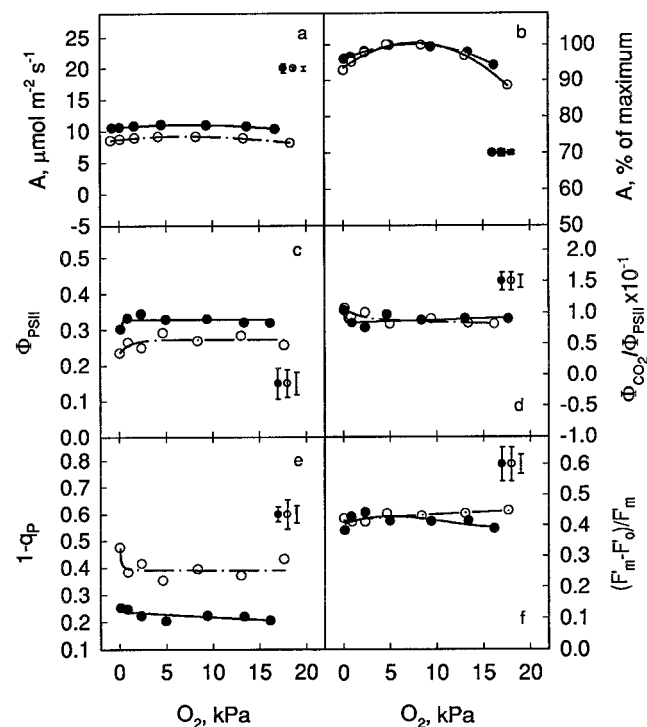 25
20
15
10
5
0
-5
A, μmol m⁻² s⁻¹
a
b
100
90
80
70
60
50
A, % of maximum
0.5
0.4
0.3
0.2
0.1
0.0
Φ_PSII
c
d
2.0
1.5
1.0
0.5
0.0
-0.5
-1.0
Φ_CO₂/Φ_PSII x10⁻¹
0.8
0.7
0.6
0.5
0.4
0.3
0.2
0.1
1-q_P
e
f
0.6
0.5
0.4
0.3
0.2
0.1
0.0
(F'_m-F'_o)/F'_m
0 5 10 15 20
0 5 10 15 20
O₂, kPa
O₂, kPa